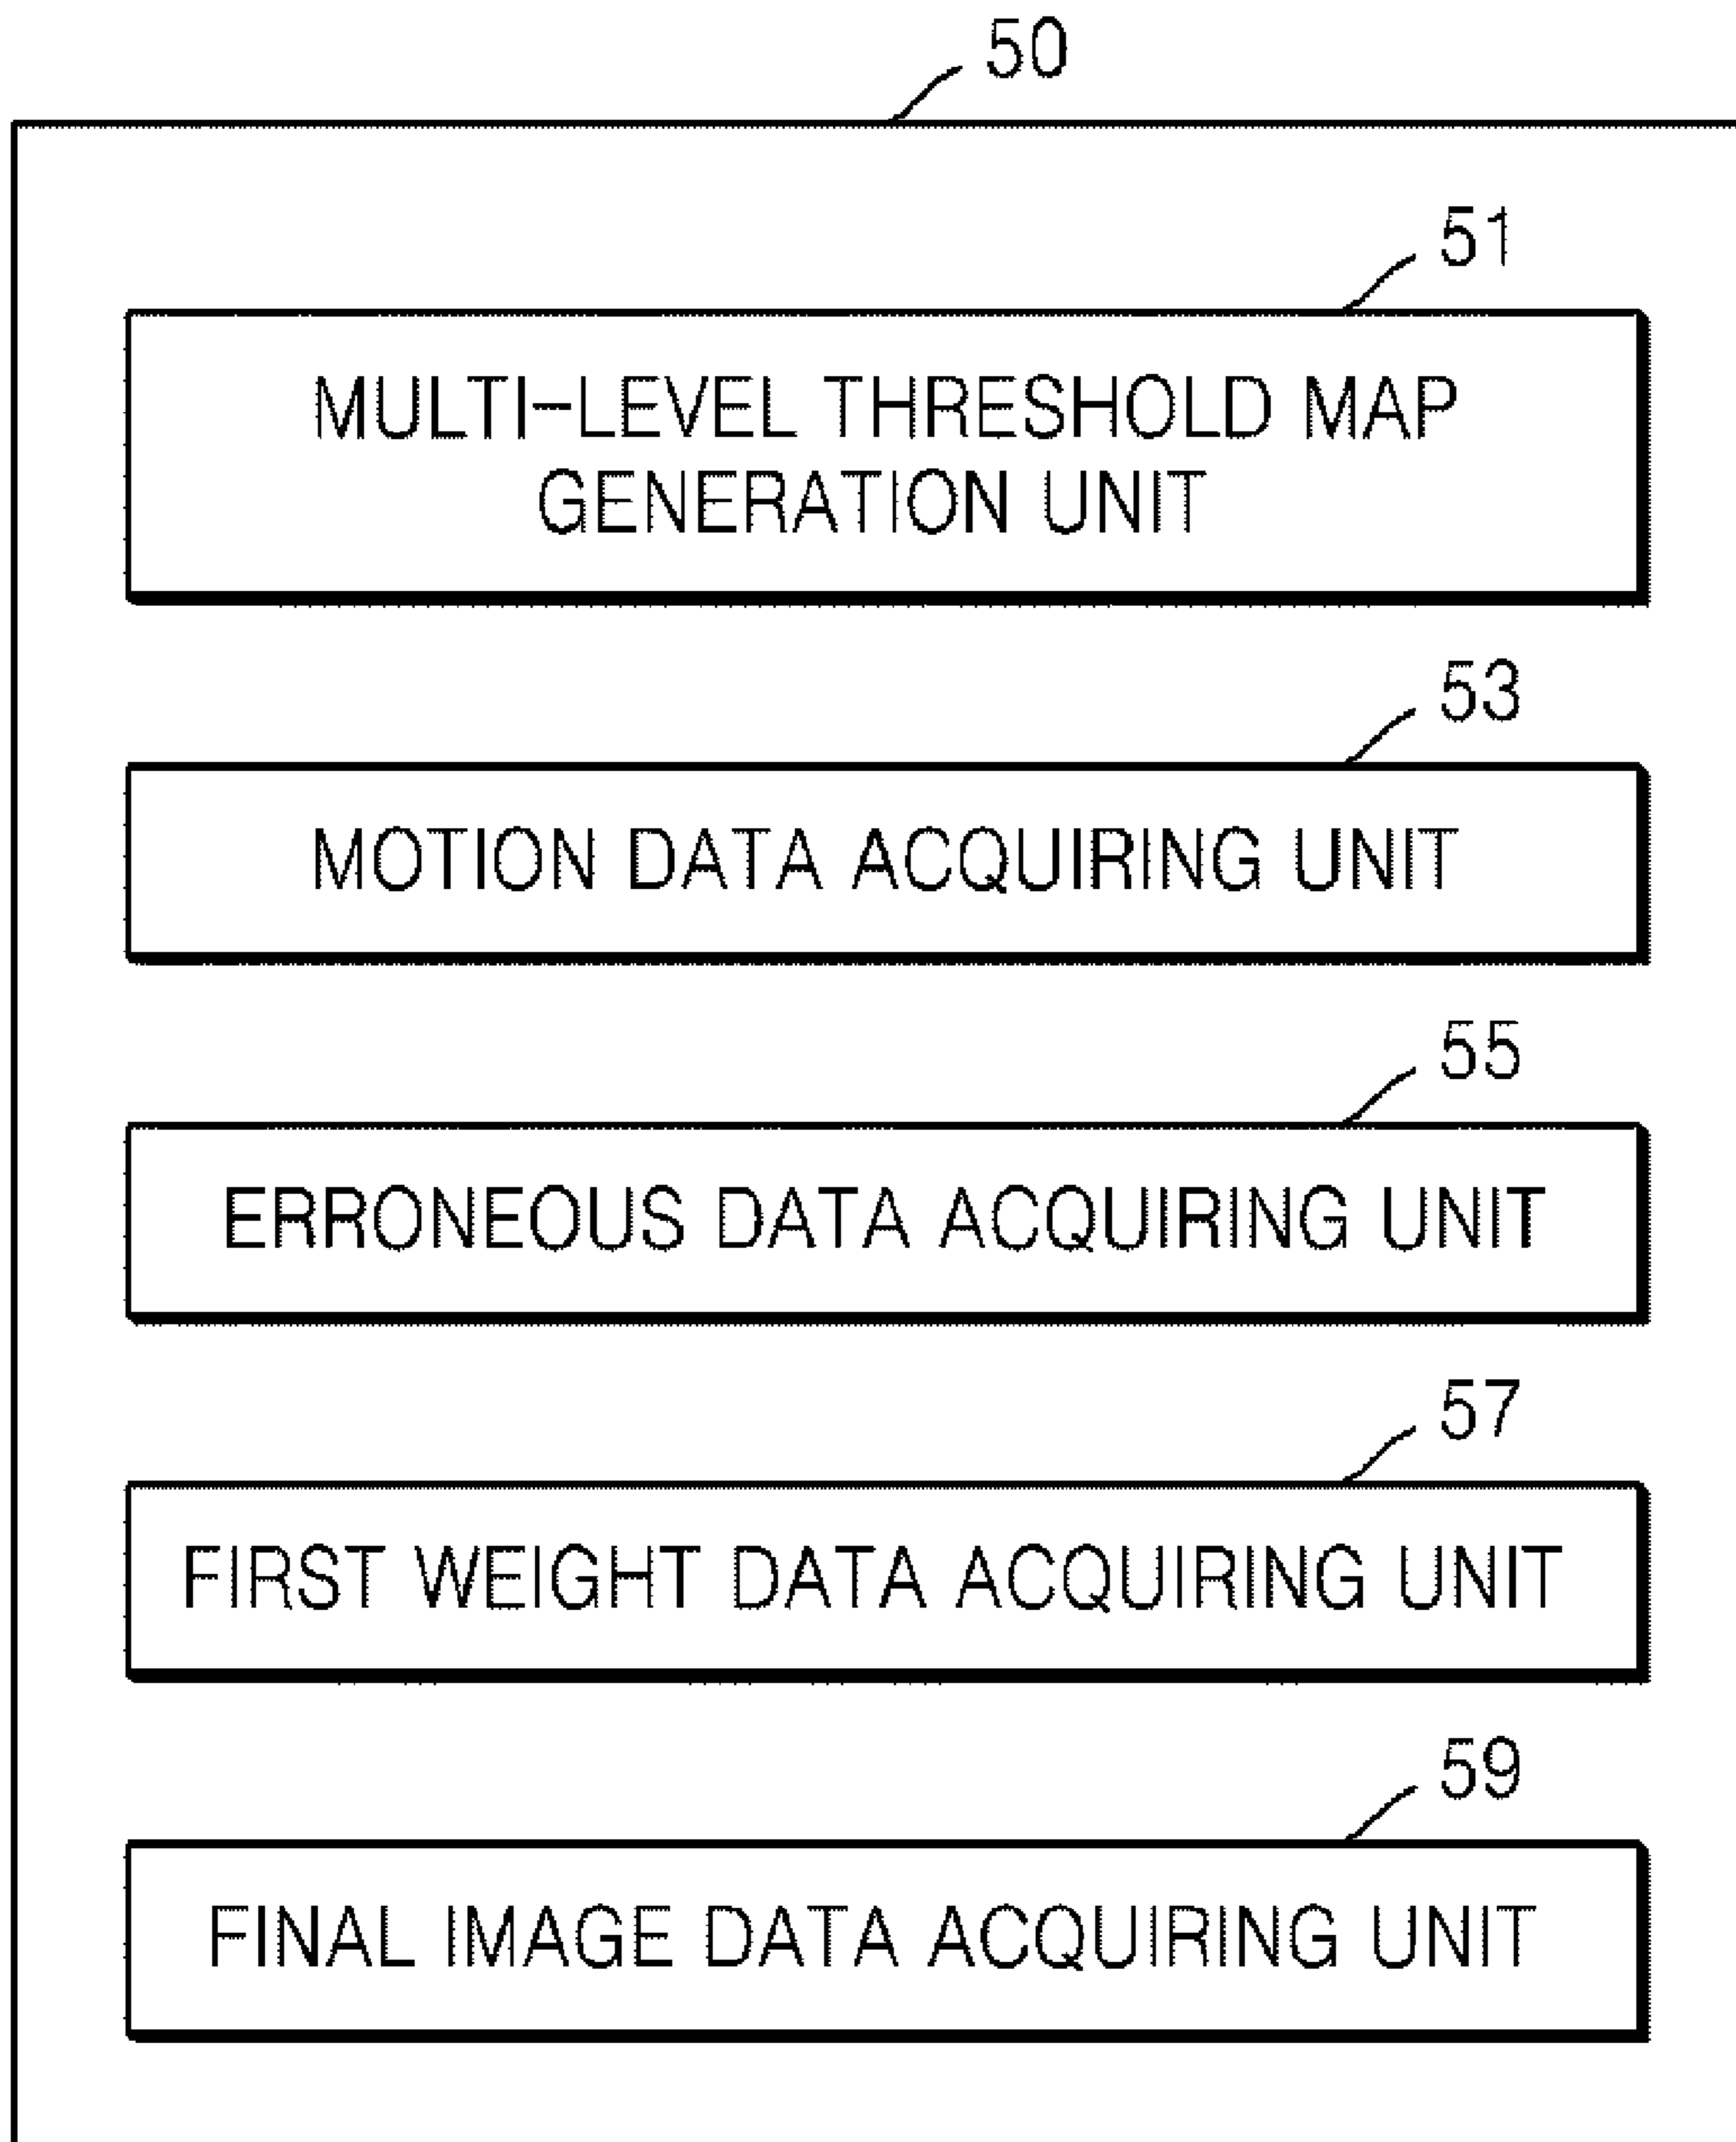 50
51
MULTI-LEVEL THRESHOLD MAP
GENERATION UNIT
53
MOTION DATA ACQUIRING UNIT
55
ERRONEOUS DATA ACQUIRING UNIT
57
FIRST WEIGHT DATA ACQUIRING UNIT
59
FINAL IMAGE DATA ACQUIRING UNIT